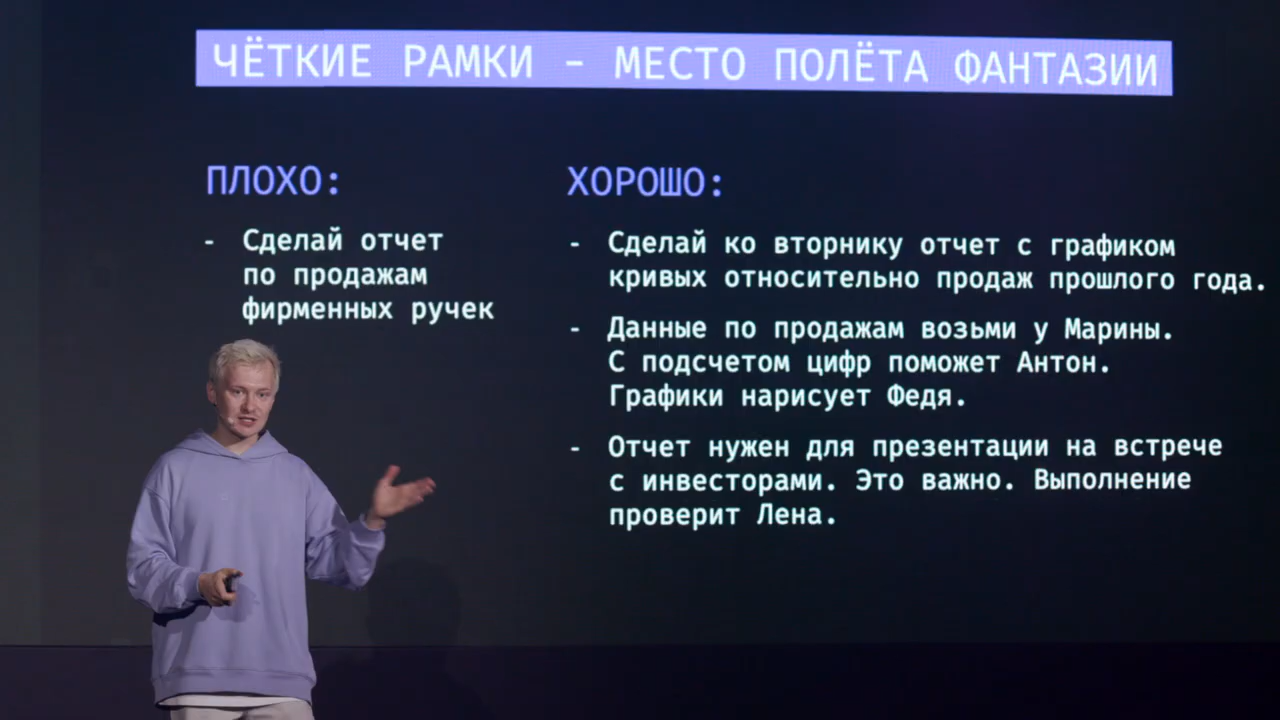 ЧЁТКИЕ РАМКИ – МЕСТО ПОЛЁТА ФАНТАЗИИ
ПЛОХО:
- Сделай отчет
по продажам
фирменных ручек
ХОРОШО:
- Сделай ко вторнику отчет с графиком
кривых относительно продаж прошлого года.
- Данные по продажам возьми у Марины.
С подсчетом цифр поможет Антон.
Графики нарисует Федя.
- Отчет нужен для презентации на встрече
с инвесторами. Это важно. Выполнение
проверит Лена.